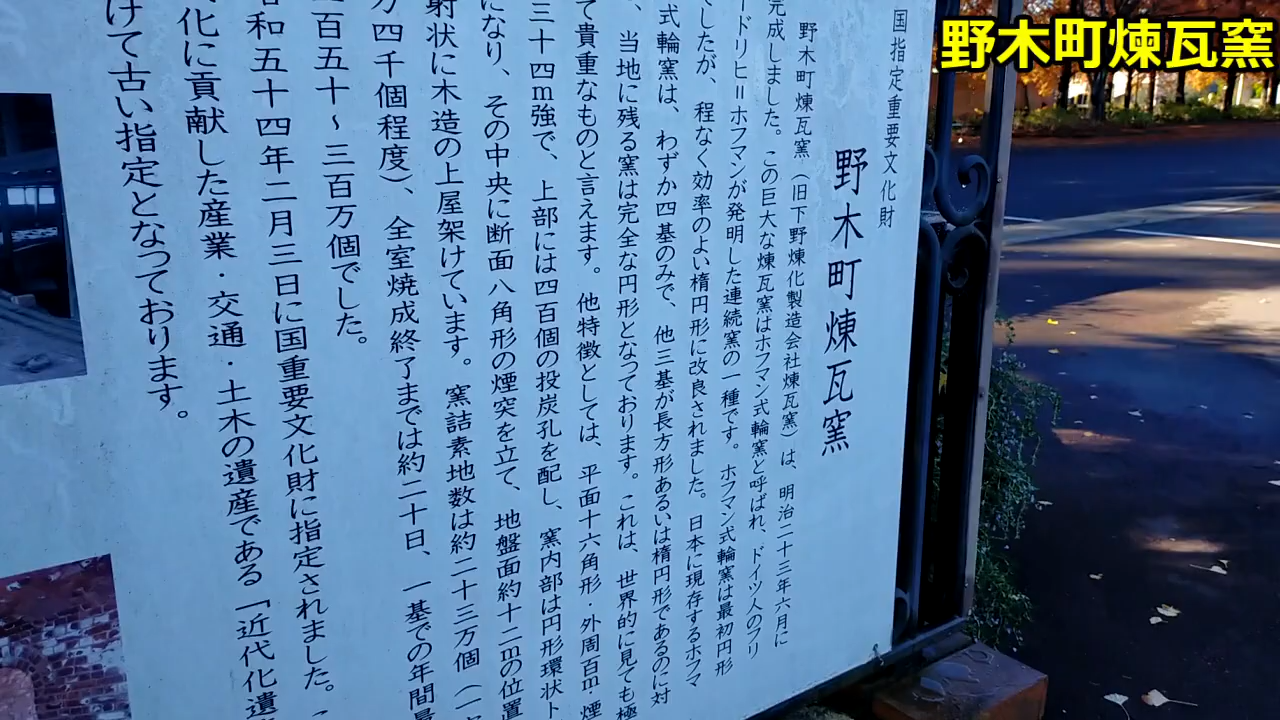 野木町煉瓦窯
国指定重要文化財
野木町煉瓦窯
野木町煉瓦窯（旧下野煉化製造会社煉瓦窯）は、明治二十三年六月に
完成しました。この巨大な煉瓦窯はホフマン式輪窯と呼ばれ、ドイツ人のフリ
ードリヒ＝ホフマンが発明した連続窯の一種です。ホフマン式輪窯は最初円形
でしたが、程なく効率のよい楕円形に改良されました。日本に現存するホフマ
式輪窯は、わずか四基のみで、他三基が長方形あるいは楕円形であるのに対
、当地に残る窯は完全な円形となっております。これは、世界的に見ても極
て貴重なものと言えます。他特徴としては、平面十六角形・外周百m・煙
三十四m強で、上部には四百個の投炭孔を配し、窯内部は円形環状ト
になり、その中央に断面八角形の煙突を立て、地盤面約十二mの位置
射状に木造の上屋架けています。窯詰素地数は約二十三万個（一
万四千個程度）、全室焼成終了までは約二十日、一基での年間
百五十～三百万個でした。
和五十四年二月三日に国重要文化財に指定されました。
化に貢献した産業・交通・土木の遺産である「近代化遺
けて古い指定となっております。